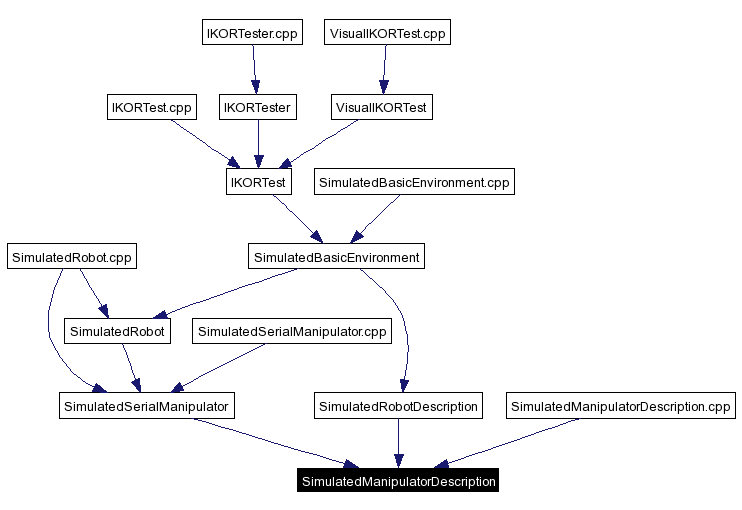 IKORTester.cpp
VisualIKORTest.cpp
IKORTest.cpp
IKORTester
VisualIKORTest
IKORTest
SimulatedBasicEnvironment.cpp
SimulatedRobot.cpp
SimulatedBasicEnvironment
SimulatedRobot
SimulatedSerialManipulator.cpp
SimulatedSerialManipulator
SimulatedRobotDescription
SimulatedManipulatorDescription.cpp
SimulatedManipulatorDescription